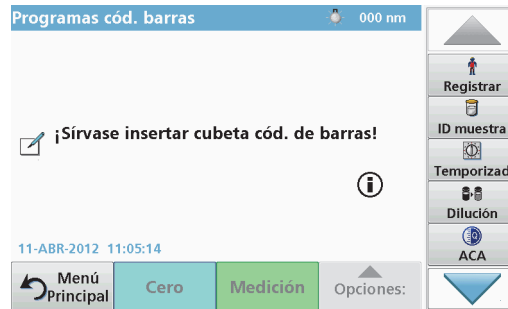 Programas cód. barras
000 nm
¡Sírvase insertar cubeta cód. de barras!
11-ABR-2012 11:05:14
Menú
Principal
Cero
Medición
Opciones:
Registrar
ID muestra
Temporizad
Dilución
ACA